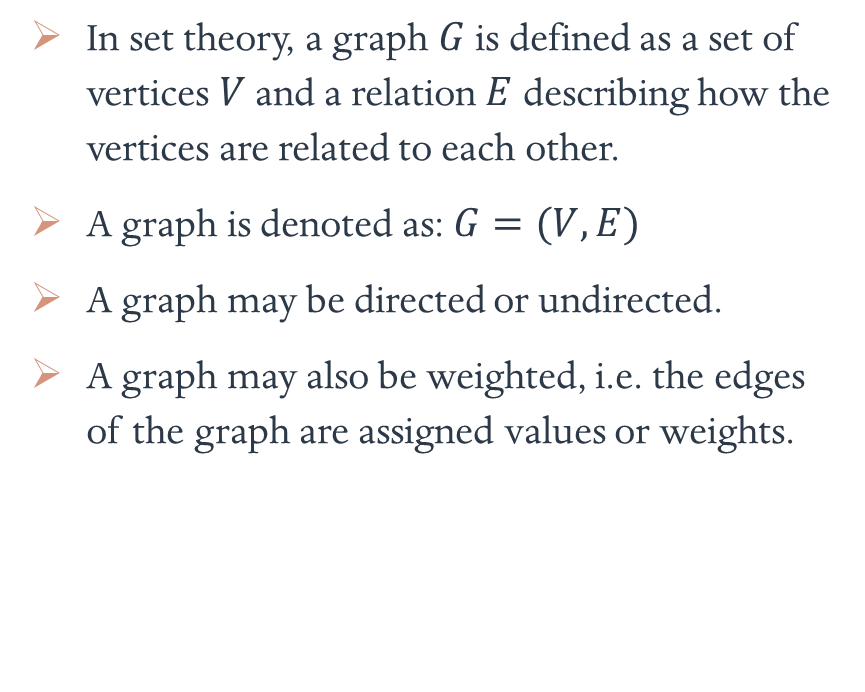 ➢ In set theory, a graph G is defined as a set of
vertices V and a relation E describing how the
vertices are related to each other.
➢ A graph is denoted as: G = (V, E)
➢ A graph may be directed or undirected.
➢ A graph may also be weighted, i.e. the edges
of the graph are assigned values or weights.